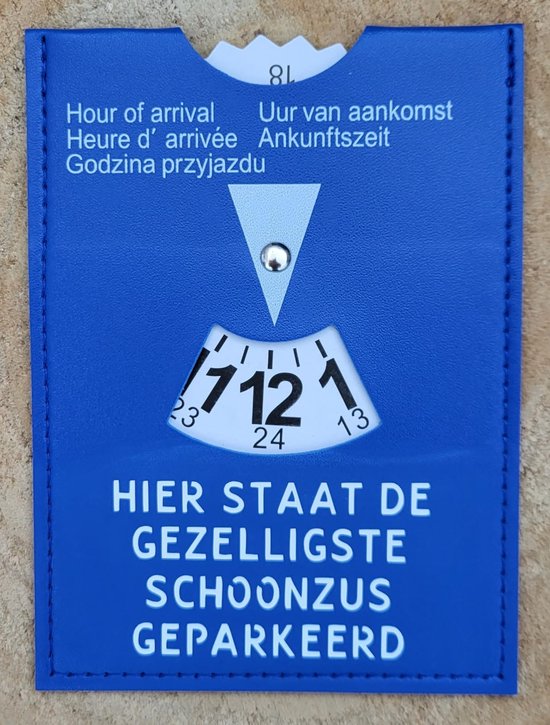 18
Hour of arrival Uur van aankomst
Heure d' arrivée Ankunftszeit
Godzina przyjazdu
11 12 1
23 24 13
HIER STAAT DE
GEZELLIGSTE
SCHOONZUS
GEPARKEERD